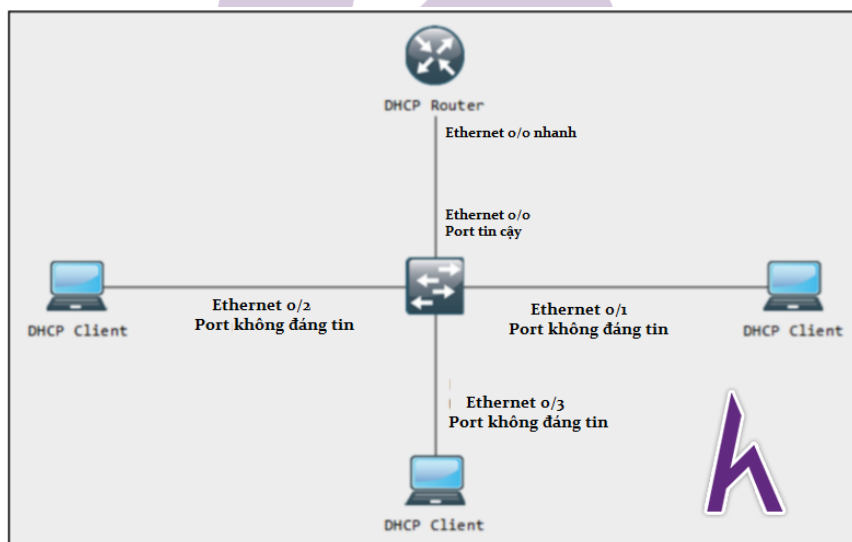 DHCP Router
Ethernet 0/0 nhanh
Ethernet 0/0
Port tin cậy
Ethernet 0/2
Port không đáng tin
Ethernet 0/1
Port không đáng tin
DHCP Client
DHCP Client
Ethernet 0/3
Port không đáng tin
DHCP Client